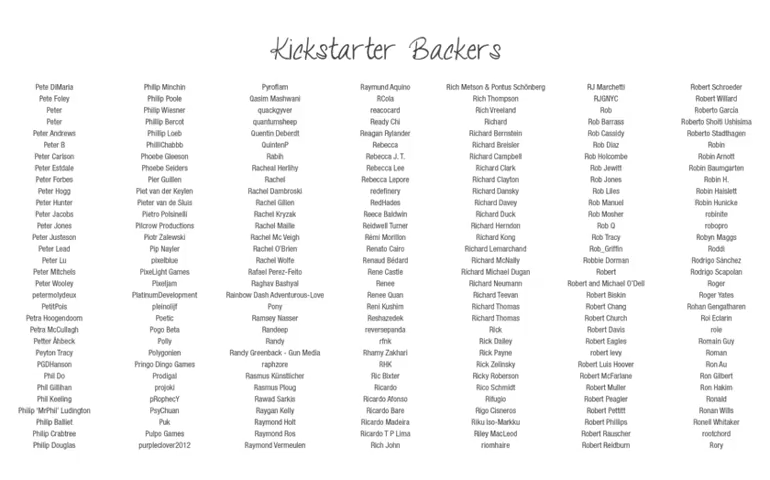 Kickstarter Backers
Pete DiMaria
Pete Foley
Peter
Peter
Peter Andrews
Peter B
Peter Carlson
Peter Estdale
Peter Forbes
Peter Hogg
Peter Hunter
Peter Jacobs
Peter Jones
Peter Justeson
Peter Lead
Peter Lu
Peter Mitchels
Peter Wooley
petermolydeux
PetitPois
Petra Hoogendoorn
Petra McCullagh
Petter Åhbeck
Peyton Tracy
PGDHanson
Phil Do
Phil Gillihan
Phil Keeling
Philip 'MrPhil' Ludington
Philip Balliet
Philip Crabtree
Philip Douglas
Philip Minchin
Philip Poole
Philip Wiesner
Phillip Bercot
Phillip Loeb
PhilliChabbb
Phoebe Gleeson
Phoebe Seiders
Pier Guillen
Piet van der Keylen
Pieter van de Sluis
Pietro Polsinelli
Pilcrow Productions
Piotr Zalewski
Pip Nayler
pixelblue
PixeLight Games
Pixeljam
PlatinumDevelopment
pleinolijf
Poetic
Pogo Beta
Polly
Polygonien
Pringo Dingo Games
Prodigal
projoki
pRophecY
PsyChuan
Puk
Pulpo Games
purpleclover2012
Pyroflam
Qasim Mashwani
quackgyver
quantumsheep
Quentin Deberdt
QuintenP
Rabih
Racheal Herlihy
Rachel
Rachel Dambroski
Rachel Gillen
Rachel Kryzak
Rachel Maille
Rachel Mc Veigh
Rachel O'Brien
Rachel Wolfe
Rafael Perez-Feito
Raghav Bashyal
Rainbow Dash Adventurous-Love
Pony
Ramsey Nasser
Randeep
Randy
Randy Greenback - Gun Media
raphzore
Rasmus Künstlicher
Rasmus Ploug
Rawad Sarkis
Raygan Kelly
Raymond Holt
Raymond Ros
Raymond Vermeulen
Raymund Aquino
RCola
reacocard
Ready Chi
Reagan Rylander
Rebecca
Rebecca J. T.
Rebecca Lee
Rebecca Lepore
redefinery
RedHades
Reece Baldwin
Reidwell Turner
Rémi Morillon
Renato Cairo
Renaud Bédard
Rene Castle
Renee
Renee Quan
Reni Kushim
Reshazedek
reversepanda
rfnk
Rhamy Zakhari
RHK
Ric Bixter
Ricardo
Ricardo Afonso
Ricardo Bare
Ricardo Madeira
Ricardo T P Lima
Rich John
Rich Metson & Pontus Schönberg
Rich Thompson
Rich Vreeland
Richard
Richard Bernstein
Richard Breisler
Richard Campbell
Richard Clark
Richard Clayton
Richard Dansky
Richard Davey
Richard Duck
Richard Herndon
Richard Kong
Richard Lemarchand
Richard McNally
Richard Michael Dugan
Richard Neumann
Richard Teevan
Richard Thomas
Richard Thomas
Rick
Rick Dailey
Rick Payne
Rick Zelinsky
Ricky Roberson
Rico Schmidt
Rifugio
Rigo Cisneros
Riku Iso-Markku
Riley MacLeod
riomhaire
RJ Marchetti
RJGNYC
Rob
Rob Barrass
Rob Cassidy
Rob Diaz
Rob Holcombe
Rob Jewitt
Rob Jones
Rob Liles
Rob Manuel
Rob Mosher
Rob Q
Rob Tracy
Rob_Griffin
Robbie Dorman
Robert
Robert and Michael O'Dell
Robert Biskin
Robert Chang
Robert Church
Robert Davis
Robert Eagles
robert levy
Robert Luis Hoover
Robert McFarlane
Robert Muller
Robert Peagler
Robert Pettitt
Robert Phillips
Robert Rauscher
Robert Reidburn
Robert Schroeder
Robert Willard
Roberto Garcia
Roberto Sholti Ushisima
Roberto Stadthagen
Robin
Robin Arnott
Robin Baumgarten
Robin H.
Robin Haislett
Robin Hunicke
robinife
robopro
Robyn Maggs
Roddi
Rodrigo Sánchez
Rodrigo Scapolan
Roger
Roger Yates
Rohan Gengatharen
Roi Eclarin
roie
Romain Guy
Roman
Ron Au
Ron Gilbert
Ron Hakim
Ronald
Ronan Wills
Ronell Whitaker
rootchord
Rory